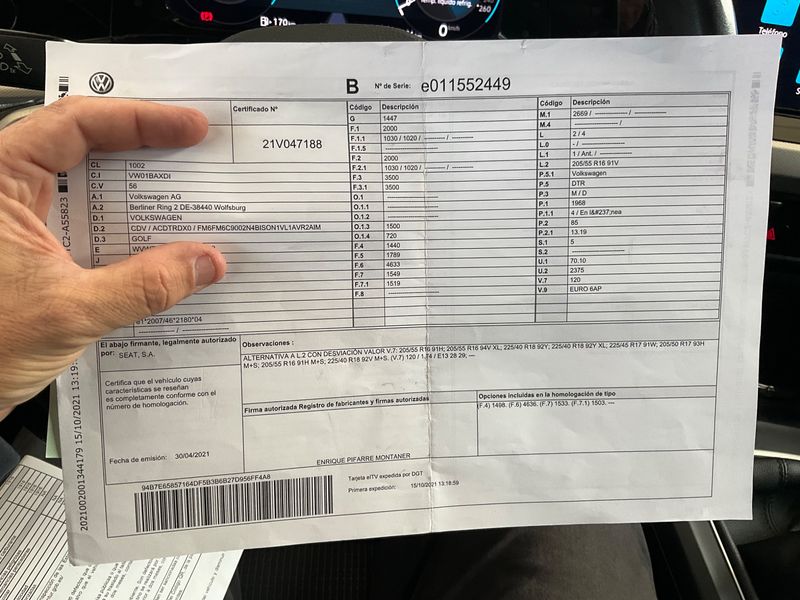 170
Temp. líquido refrig.
260
0 km/h
Teléfono
B Nº de Serie: e011552449
Certificado Nº
21V047188
CL 1002
C.I VW01BAXDI
C.V 56
A.1 Volkswagen AG
A.2 Berliner Ring 2 DE-38440 Wolfsburg
D.1 VOLKSWAGEN
D.2 CDV / ACDTRDX0 / FM6FM6C9002N4BISON1VL1AVR2AIM
D.3 GOLF
E
J
e1*2007/46*2180*04
--------------- / ---------------
Código Descripción
G 1447
F.1 2000
F.1.1 1030 / 1020 / ---------- / ----------
F.1.5 ---------------
F.2 2000
F.2.1 1030 / 1020 / ---------- / ----------
F.3 3500
F.3.1 3500
O.1 ---------------
O.1.1 ---------------
O.1.2 ---------------
O.1.3 1500
O.1.4 720
F.4 1440
F.5 1789
F.6 4633
F.7 1549
F.7.1 1519
F.8 ---------------
Código Descripción
M.1 2669 / --------------- / ---------------
M.4 --------------- /
L 2 / 4
L.0 - / ---------------
L.1 1 / Ant. / ---------------
L.2 205/55 R16 91V
P.5.1 Volkswagen
P.5 DTR
P.3 M / D
P.1 1968
P.1.1 4 / En l&#237;nea
P.2 85
P.2.1 13.19
S.1 5
S.2 ---------------
U.1 70.10
U.2 2375
V.7 120
V.9 EURO 6AP
El abajo firmante, legalmente autorizado
por: SEAT, S.A.
Certifica que el vehículo cuyas
características se reseñan
es completamente conforme con el
número de homologación.
Fecha de emisión: 30/04/2021
Observaciones :
ALTERNATIVA A L.2 CON DESVIACIÓN VALOR V.7: 205/55 R16 91H; 205/55 R16 94V XL; 225/40 R18 92Y; 225/40 R18 92Y XL; 225/45 R17 91W; 205/50 R17 93H
M+S; 205/55 R16 91H M+S; 225/40 R18 92V M+S. (V.7) 120 / 1.74 / E13 28 29; ---
Firma autorizada Registro de fabricantes y firmas autorizadas
ENRIQUE PIFARRE MONTANER
Opciones incluidas en la homologación de tipo
(F.4) 1498. (F.6) 4636. (F.7) 1533. (F.7.1) 1503. ---
94B7E65857164DF5B3B6B27D956FF4A8
Tarjeta eITV expedida por DGT
Primera expedición: 15/10/2021 13:18:59
2021002001344179 15/10/2021 13:19:
C2-A55823